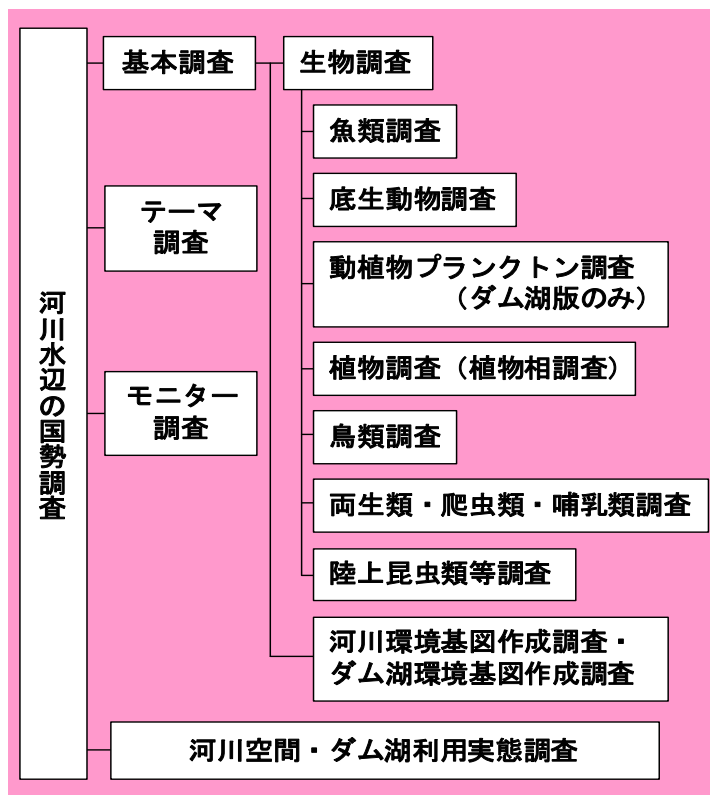 河川水辺の国勢調査
基本調査
生物調査
魚類調査
底生動物調査
動植物プランクトン調査
（ダム湖版のみ）
植物調査（植物相調査）
鳥類調査
両生類・爬虫類・哺乳類調査
陸上昆虫類等調査
河川環境基図作成調査・
ダム湖環境基図作成調査
テーマ
調査
モニター
調査
河川空間・ダム湖利用実態調査